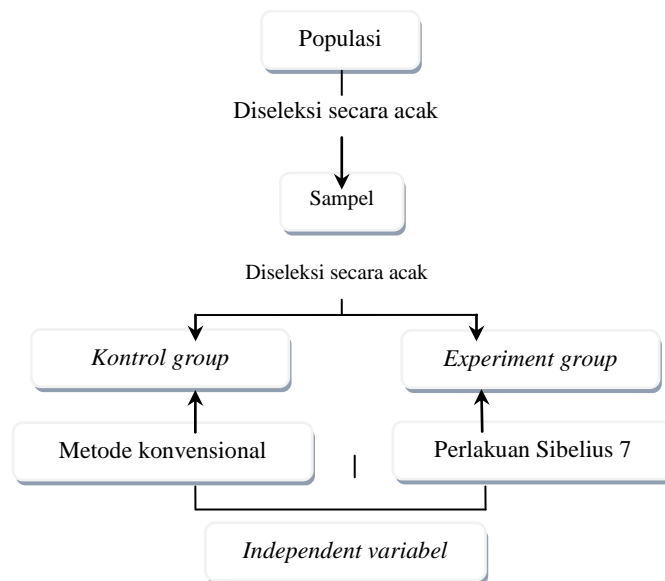 Populasi
Diseleksi secara acak
Sampel
Diseleksi secara acak
Kontrol group
Experiment group
Metode konvensional
Perlakuan Sibelius 7
Independent variabel